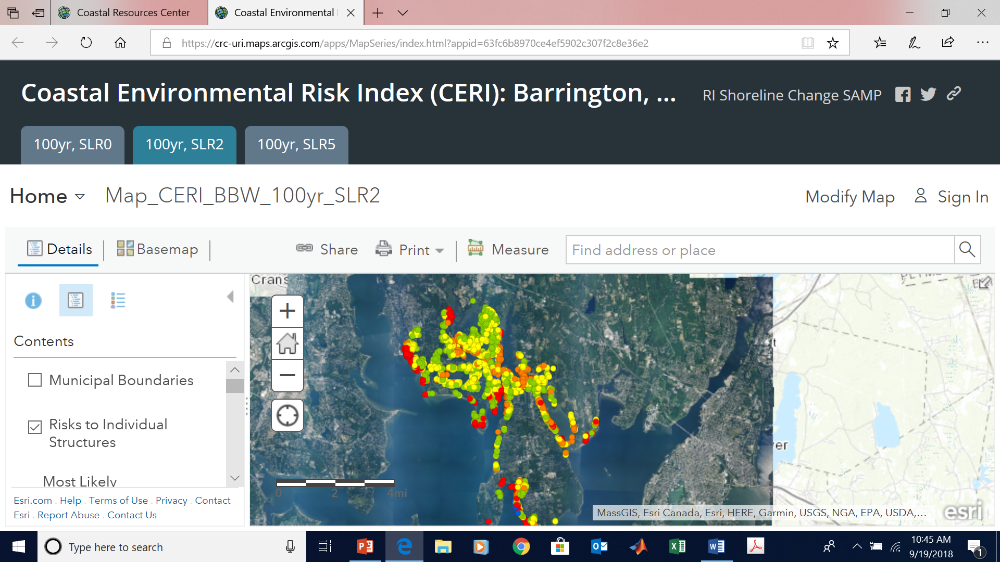 Coastal Resources Center
Coastal Environmental
https://crc-uri.maps.arcgis.com/apps/MapSeries/index.html?appid=63fc6b8970ce4ef5902c307f2c8e36e2
Coastal Environmental Risk Index (CERI): Barrington, ...
RI Shoreline Change SAMP
100yr, SLR0
100yr, SLR2
100yr, SLR5
Home
Map_CERI_BBW_100yr_SLR2
Modify Map
Sign In
Details
Basemap
Share
Print
Measure
Find address or place
Contents
Municipal Boundaries
Risks to Individual
Structures
Most Likely
Esri.com . Help . Terms of Use . Privacy . Contact
Esri . Report Abuse . Contact Us
Crans
+
−
0 2 4mi
t
ver
MassGIS, Esri Canada, Esri, HERE, Garmin, USGS, NGA, EPA, USDA,...
esri
Type here to search
10:45 AM
9/19/2018
1